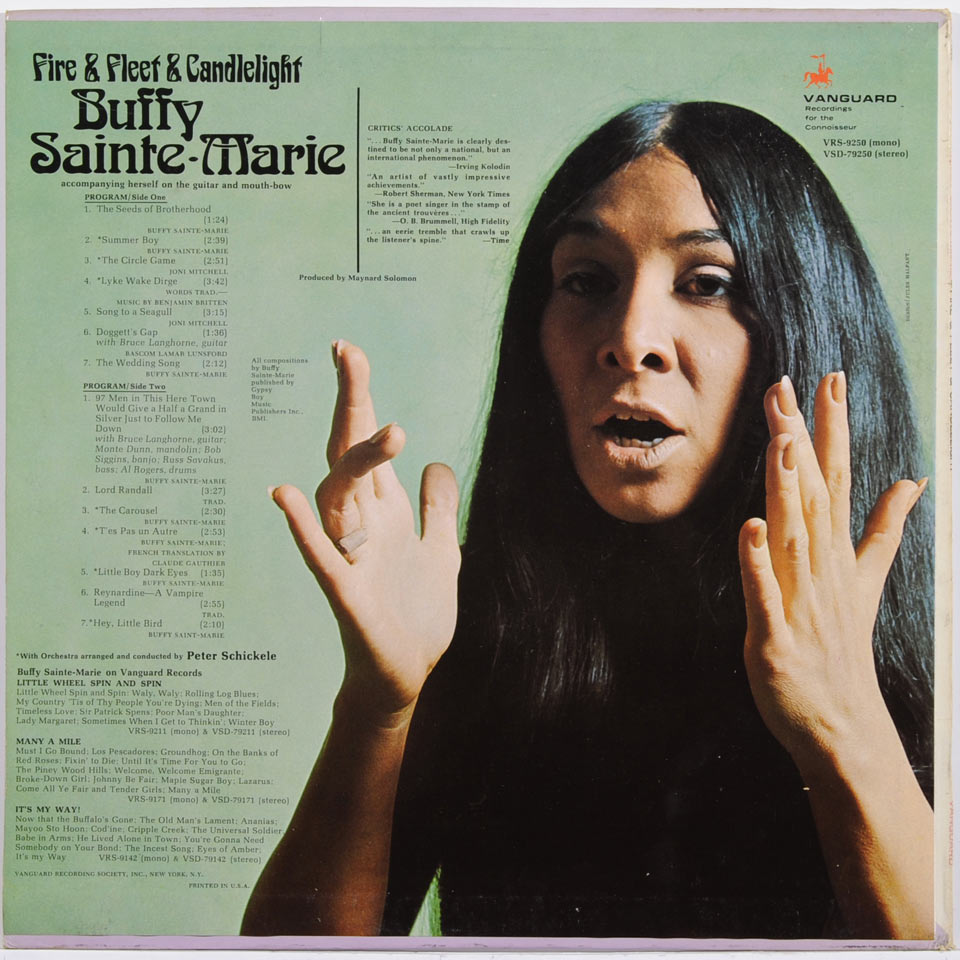 Fire & Fleet & Candlelight
Buffy
Sainte-Marie
accompanying herself on the guitar and mouth-bow
PROGRAM/Side One
1. The Seeds of Brotherhood
(1:24)
BUFFY SAINTE-MARIE
2. *Summer Boy (2:39)
BUFFY SAINTE-MARIE
3. *The Circle Game (2:51)
JONI MITCHELL
4. *Lyke Wake Dirge (3:42)
WORDS TRAD.—
MUSIC BY BENJAMIN BRITTEN
5. Song to a Seagull (3:15)
JONI MITCHELL
6. Doggett's Gap (1:36)
with Bruce Langhorne, guitar
BASCOM LAMAR LUNSFORD
7. The Wedding Song (2:12)
BUFFY SAINTE-MARIE
PROGRAM/Side Two
1. 97 Men in This Here Town
Would Give a Half a Grand in
Silver Just to Follow Me
Down (3:02)
with Bruce Langhorne, guitar;
Monte Dunn, mandolin; Bob
Siggins, banjo; Russ Savakus,
bass; Al Rogers, drums
BUFFY SAINTE-MARIE
2. Lord Randall (3:27)
TRAD.
3. *The Carousel (2:30)
BUFFY SAINTE-MARIE
4. *T'es Pas un Autre (2:53)
BUFFY SAINTE-MARIE;
FRENCH TRANSLATION BY
CLAUDE GAUTHIER
5. *Little Boy Dark Eyes (1:35)
BUFFY SAINTE-MARIE
6. Reynardine—A Vampire
Legend (2:55)
TRAD.
7.*Hey, Little Bird (2:10)
BUFFY SAINT-MARIE
*With Orchestra arranged and conducted by Peter Schickele
Buffy Sainte-Marie on Vanguard Records
LITTLE WHEEL SPIN AND SPIN
Little Wheel Spin and Spin; Waly, Waly; Rolling Log Blues;
My Country 'Tis of Thy People You're Dying; Men of the Fields;
Timeless Love; Sir Patrick Spens; Poor Man's Daughter;
Lady Margaret; Sometimes When I Get to Thinkin'; Winter Boy
VRS-9211 (mono) & VSD-79211 (stereo)
MANY A MILE
Must I Go Bound; Los Pescadores; Groundhog; On the Banks of
Red Roses; Fixin' to Die; Until It's Time For You to Go;
The Piney Wood Hills; Welcome, Welcome Emigrante;
Broke-Down Girl; Johnny Be Fair; Maple Sugar Boy; Lazarus;
Come All Ye Fair and Tender Girls; Many a Mile
VRS-9171 (mono) & VSD-79171 (stereo)
IT'S MY WAY!
Now that the Buffalo's Gone; The Old Man's Lament; Ananias;
Mayoo Sto Hoon; Cod'ine; Cripple Creek; The Universal Soldier;
Babe in Arms; He Lived Alone in Town; You're Gonna Need
Somebody on Your Bond; The Incest Song; Eyes of Amber;
It's my Way VRS-9142 (mono) & VSD-79142 (stereo)
VANGUARD RECORDING SOCIETY, INC., NEW YORK, N.Y.
PRINTED IN U.S.A.
CRITICS' ACCOLADE
"... Buffy Sainte-Marie is clearly des-
tined to be not only a national, but an
international phenomenon."
—Irving Kolodin
"An artist of vastly impressive
achievements."
—Robert Sherman, New York Times
"She is a poet singer in the stamp of
the ancient trouvères ..."
—O. B. Brummell, High Fidelity
"... an eerie tremble that crawls up
the listener's spine." —Time
Produced by Maynard Solomon
All compositions
by Buffy
Sainte-Marie
published by
Gypsy
Boy
Music
Publishers Inc.,
BMI.
VANGUARD
Recordings
for the
Connoisseur
VRS-9250 (mono)
VSD-79250 (stereo)